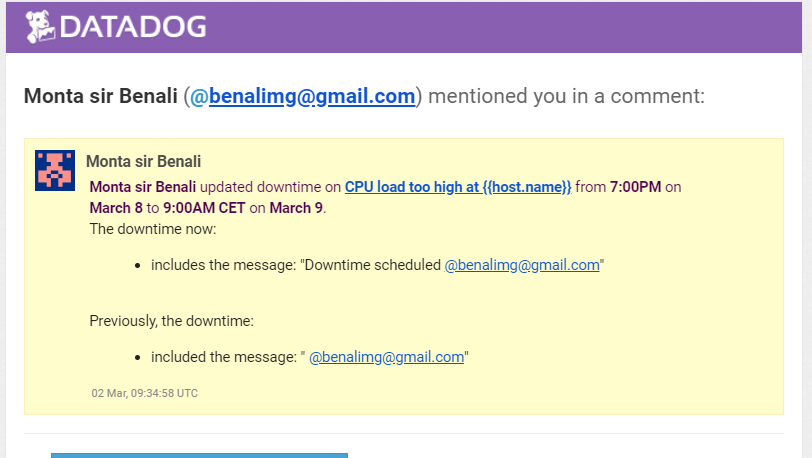 DATADOG
Monta sir Benali (@benalimg@gmail.com) mentioned you in a comment:
Monta sir Benali
Monta sir Benali updated downtime on CPU load too high at {{host.name}} from 7:00PM on
March 8 to 9:00AM CET on March 9.
The downtime now:
• includes the message: "Downtime scheduled @benalimg@gmail.com"
Previously, the downtime:
• included the message: " @benalimg@gmail.com"
02 Mar, 09:34:58 UTC